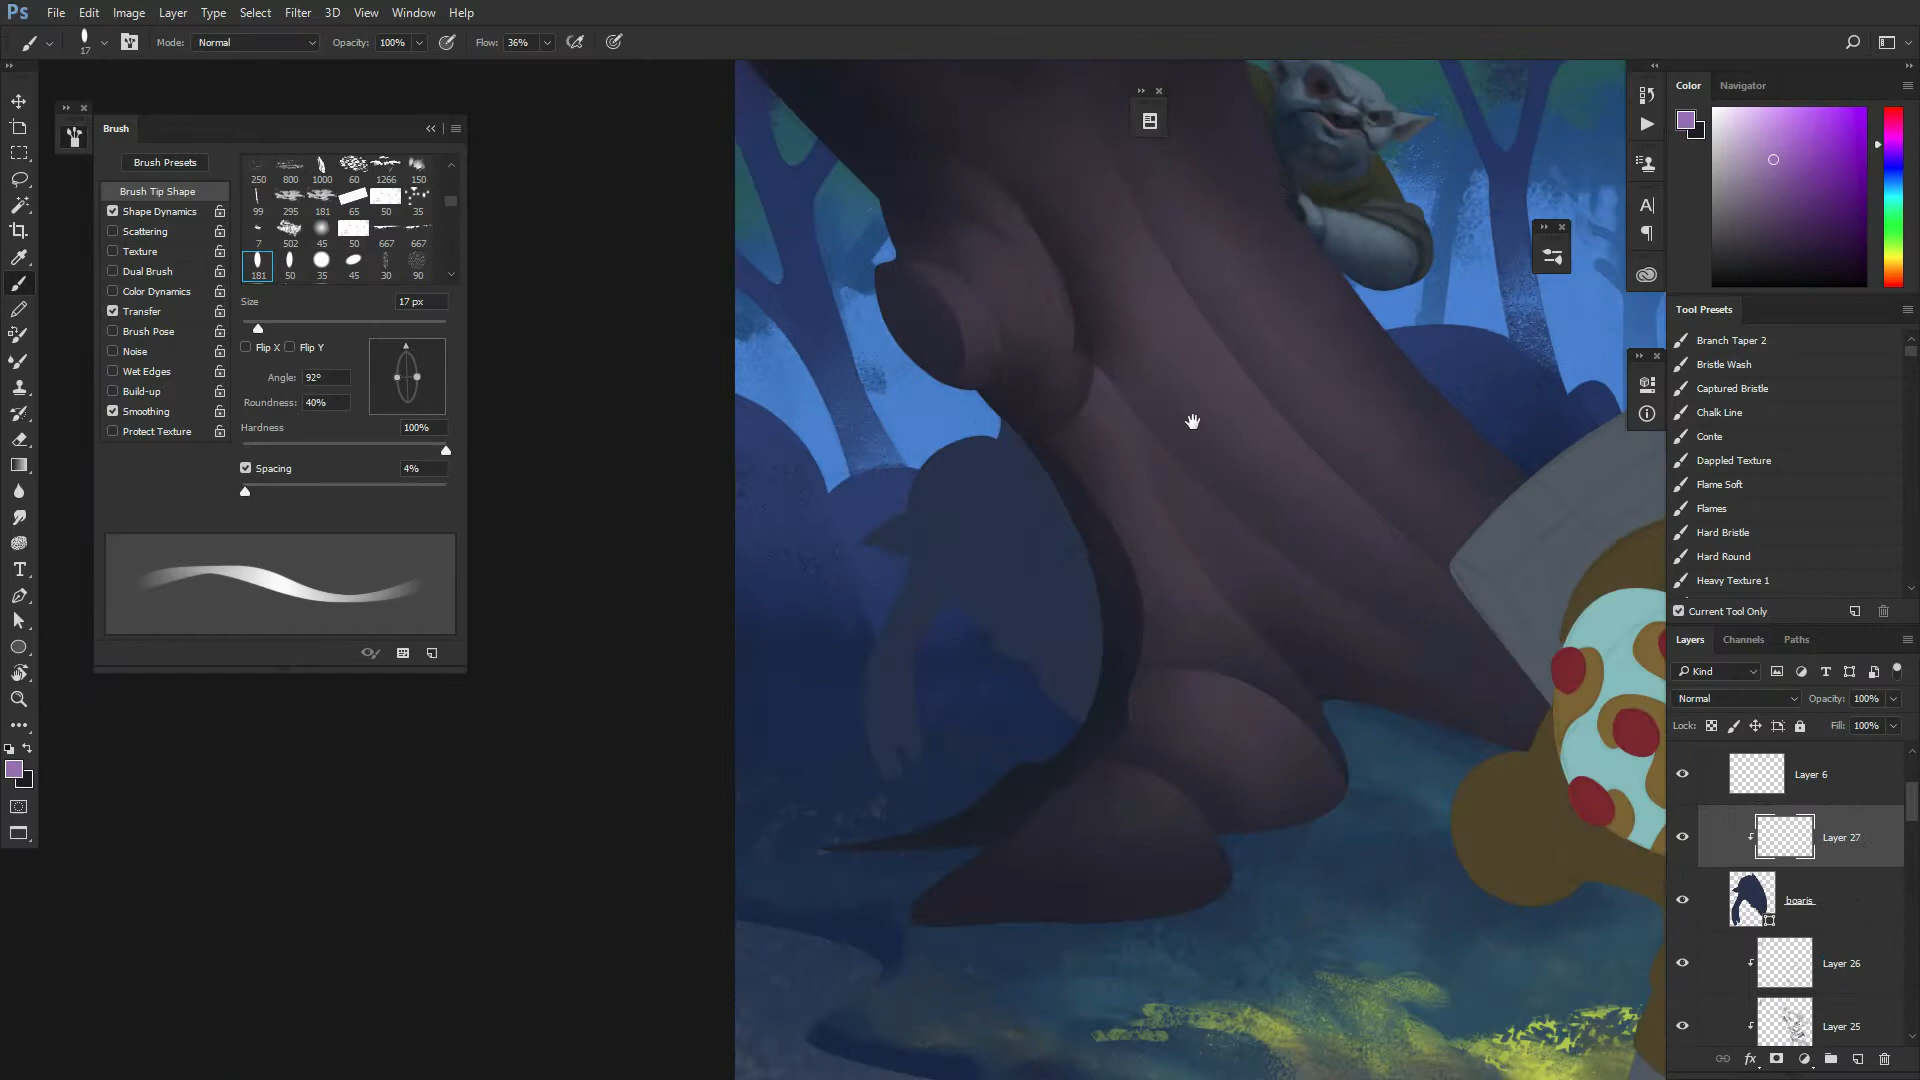 Ps File Edit Image Layer Type Select Filter 3D View Window Help
17 Mode: Normal Opacity: 100% Flow: 36%
Brush
Brush Presets
Brush Tip Shape
Shape Dynamics
Scattering
Texture
Dual Brush
Color Dynamics
Transfer
Brush Pose
Noise
Wet Edges
Build-up
Smoothing
Protect Texture
250 800 1000 60 1266 150
99 295 181 65 50 35
7 502 45 50 667 667
181 50 35 45 30 90
Size 17 px
Flip X Flip Y
Angle: 92º
Roundness: 40%
Hardness 100%
Spacing 4%
Color Navigator
Tool Presets
Branch Taper 2
Bristle Wash
Captured Bristle
Chalk Line
Conte
Dappled Texture
Flame Soft
Flames
Hard Bristle
Hard Round
Heavy Texture 1
Current Tool Only
Layers Channels Paths
Kind
Normal Opacity: 100%
Lock: Fill: 100%
Layer 6
Layer 27
boaris
Layer 26
Layer 25